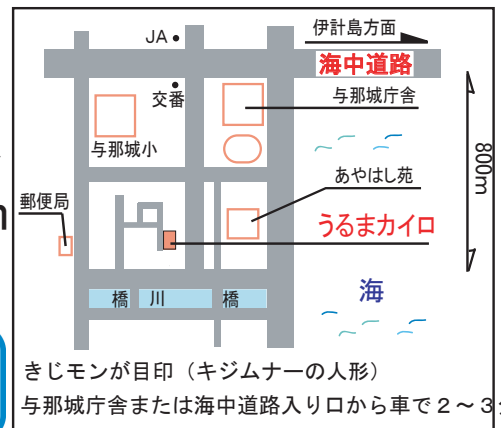 伊計島方面
JA
海中道路
交番
与那城庁舎
与那城小
800m
あやはし苑
郵便局
うるまカイロ
橋 川 橋
海
きじモンが目印（キジムナーの人形）
与那城庁舎または海中道路入り口から車で２～３